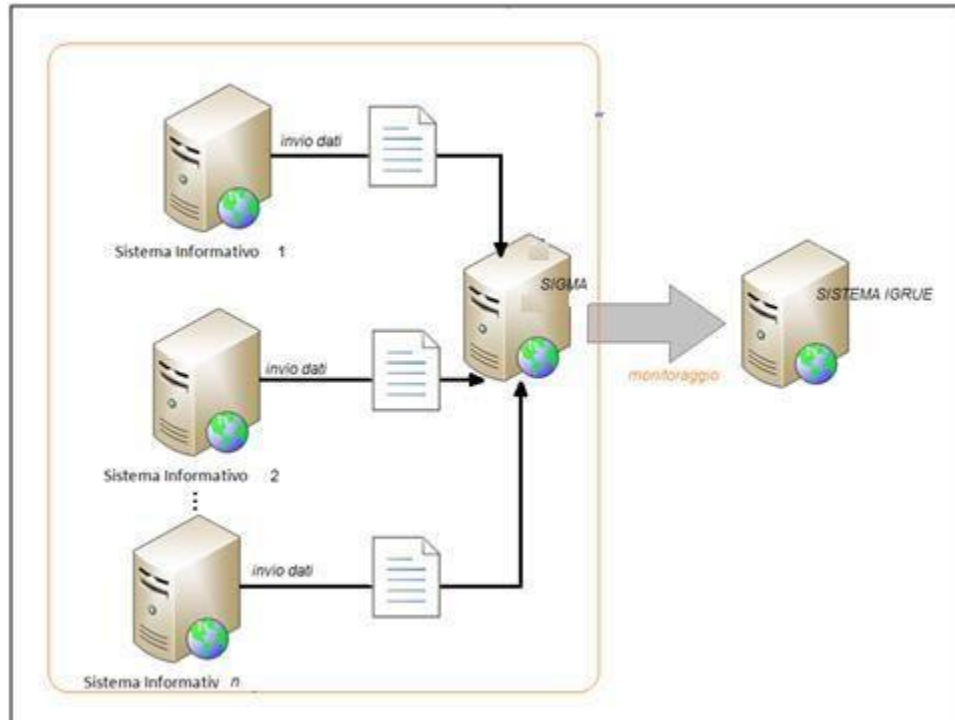 invio dati
Sistema Informativo 1
SIGMA
SISTEMA IGRUE
invio dati
monitoraggio
Sistema Informativo 2
invio dati
Sistema Informativ n